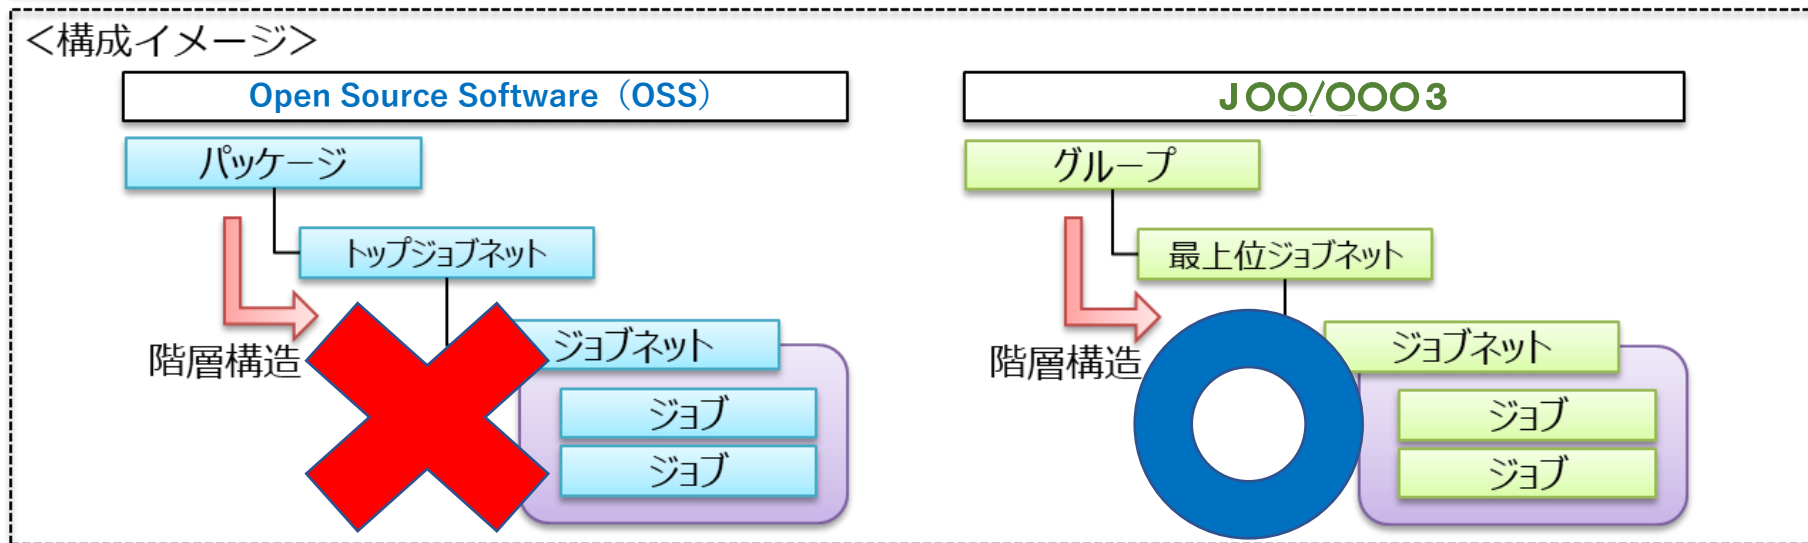 ＜構成イメージ＞
Open Source Software（OSS）
パッケージ
トップジョブネット
階層構造
ジョブネット
ジョブ
ジョブ
J〇〇/〇〇〇3
グループ
最上位ジョブネット
階層構造
ジョブネット
ジョブ
ジョブ